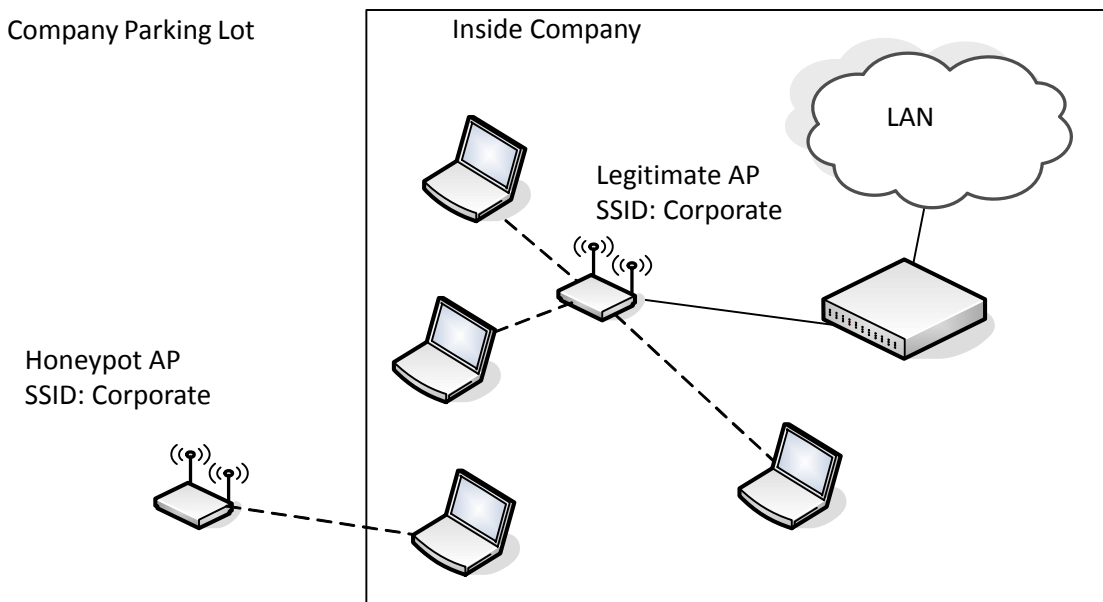 Company Parking Lot
Inside Company
LAN
Legitimate AP
SSID: Corporate
Honeypot AP
SSID: Corporate